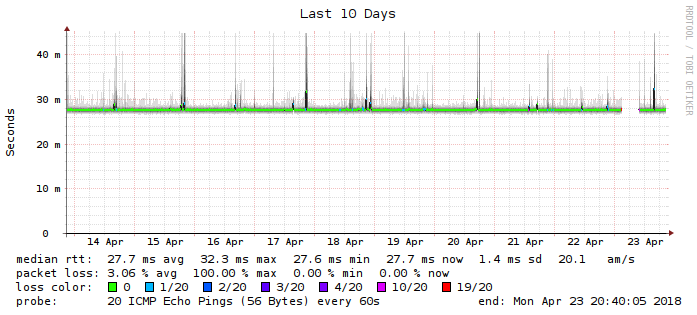 Last 10 Days
RRDTOOL / TOBI OETIKER
Seconds
40 m
30 m
20 m
10 m
0
14 Apr 15 Apr 16 Apr 17 Apr 18 Apr 19 Apr 20 Apr 21 Apr 22 Apr 23 Apr
median rtt: 27.7 ms avg 32.3 ms max 27.6 ms min 27.7 ms now 1.4 ms sd 20.1 am/s
packet loss: 3.06 % avg 100.00 % max 0.00 % min 0.00 % now
loss color: 0 1/20 2/20 3/20 4/20 10/20 19/20
probe: 20 ICMP Echo Pings (56 Bytes) every 60s end: Mon Apr 23 20:40:05 2018